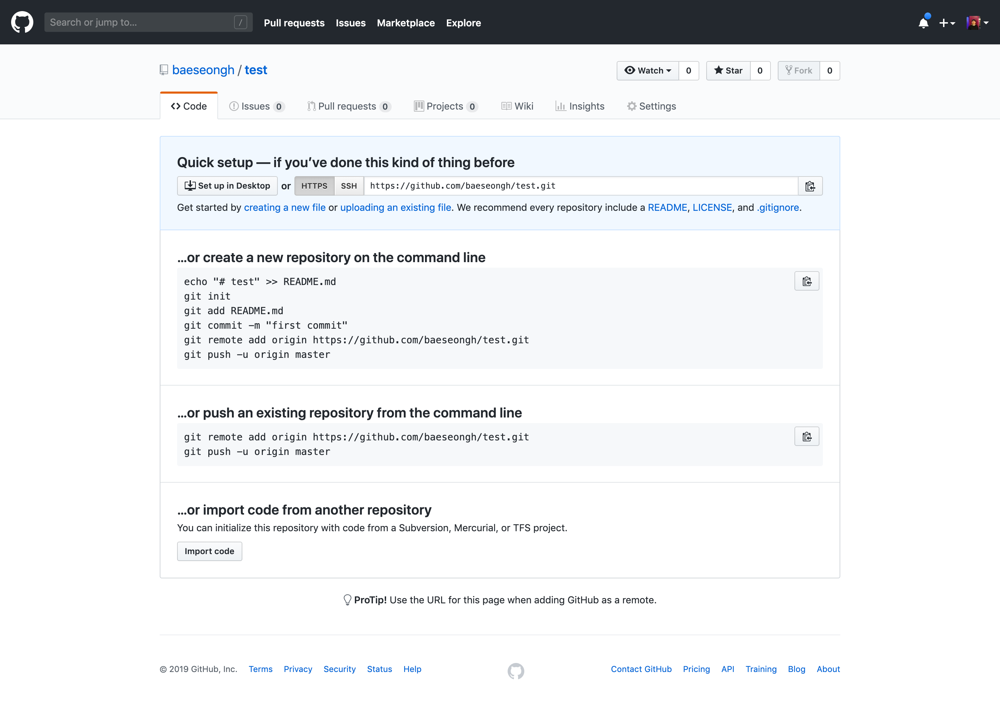 Search or jump to... / Pull requests Issues Marketplace Explore
baeseongh / test
Watch 0 Star 0 Fork 0
Code Issues 0 Pull requests 0 Projects 0 Wiki Insights Settings
Quick setup — if you’ve done this kind of thing before
Set up in Desktop or HTTPS SSH https://github.com/baeseongh/test.git
Get started by creating a new file or uploading an existing file. We recommend every repository include a README, LICENSE, and .gitignore.
…or create a new repository on the command line
echo "# test" >> README.md
git init
git add README.md
git commit -m "first commit"
git remote add origin https://github.com/baeseongh/test.git
git push -u origin master
…or push an existing repository from the command line
git remote add origin https://github.com/baeseongh/test.git
git push -u origin master
…or import code from another repository
You can initialize this repository with code from a Subversion, Mercurial, or TFS project.
Import code
ProTip! Use the URL for this page when adding GitHub as a remote.
© 2019 GitHub, Inc. Terms Privacy Security Status Help Contact GitHub Pricing API Training Blog About